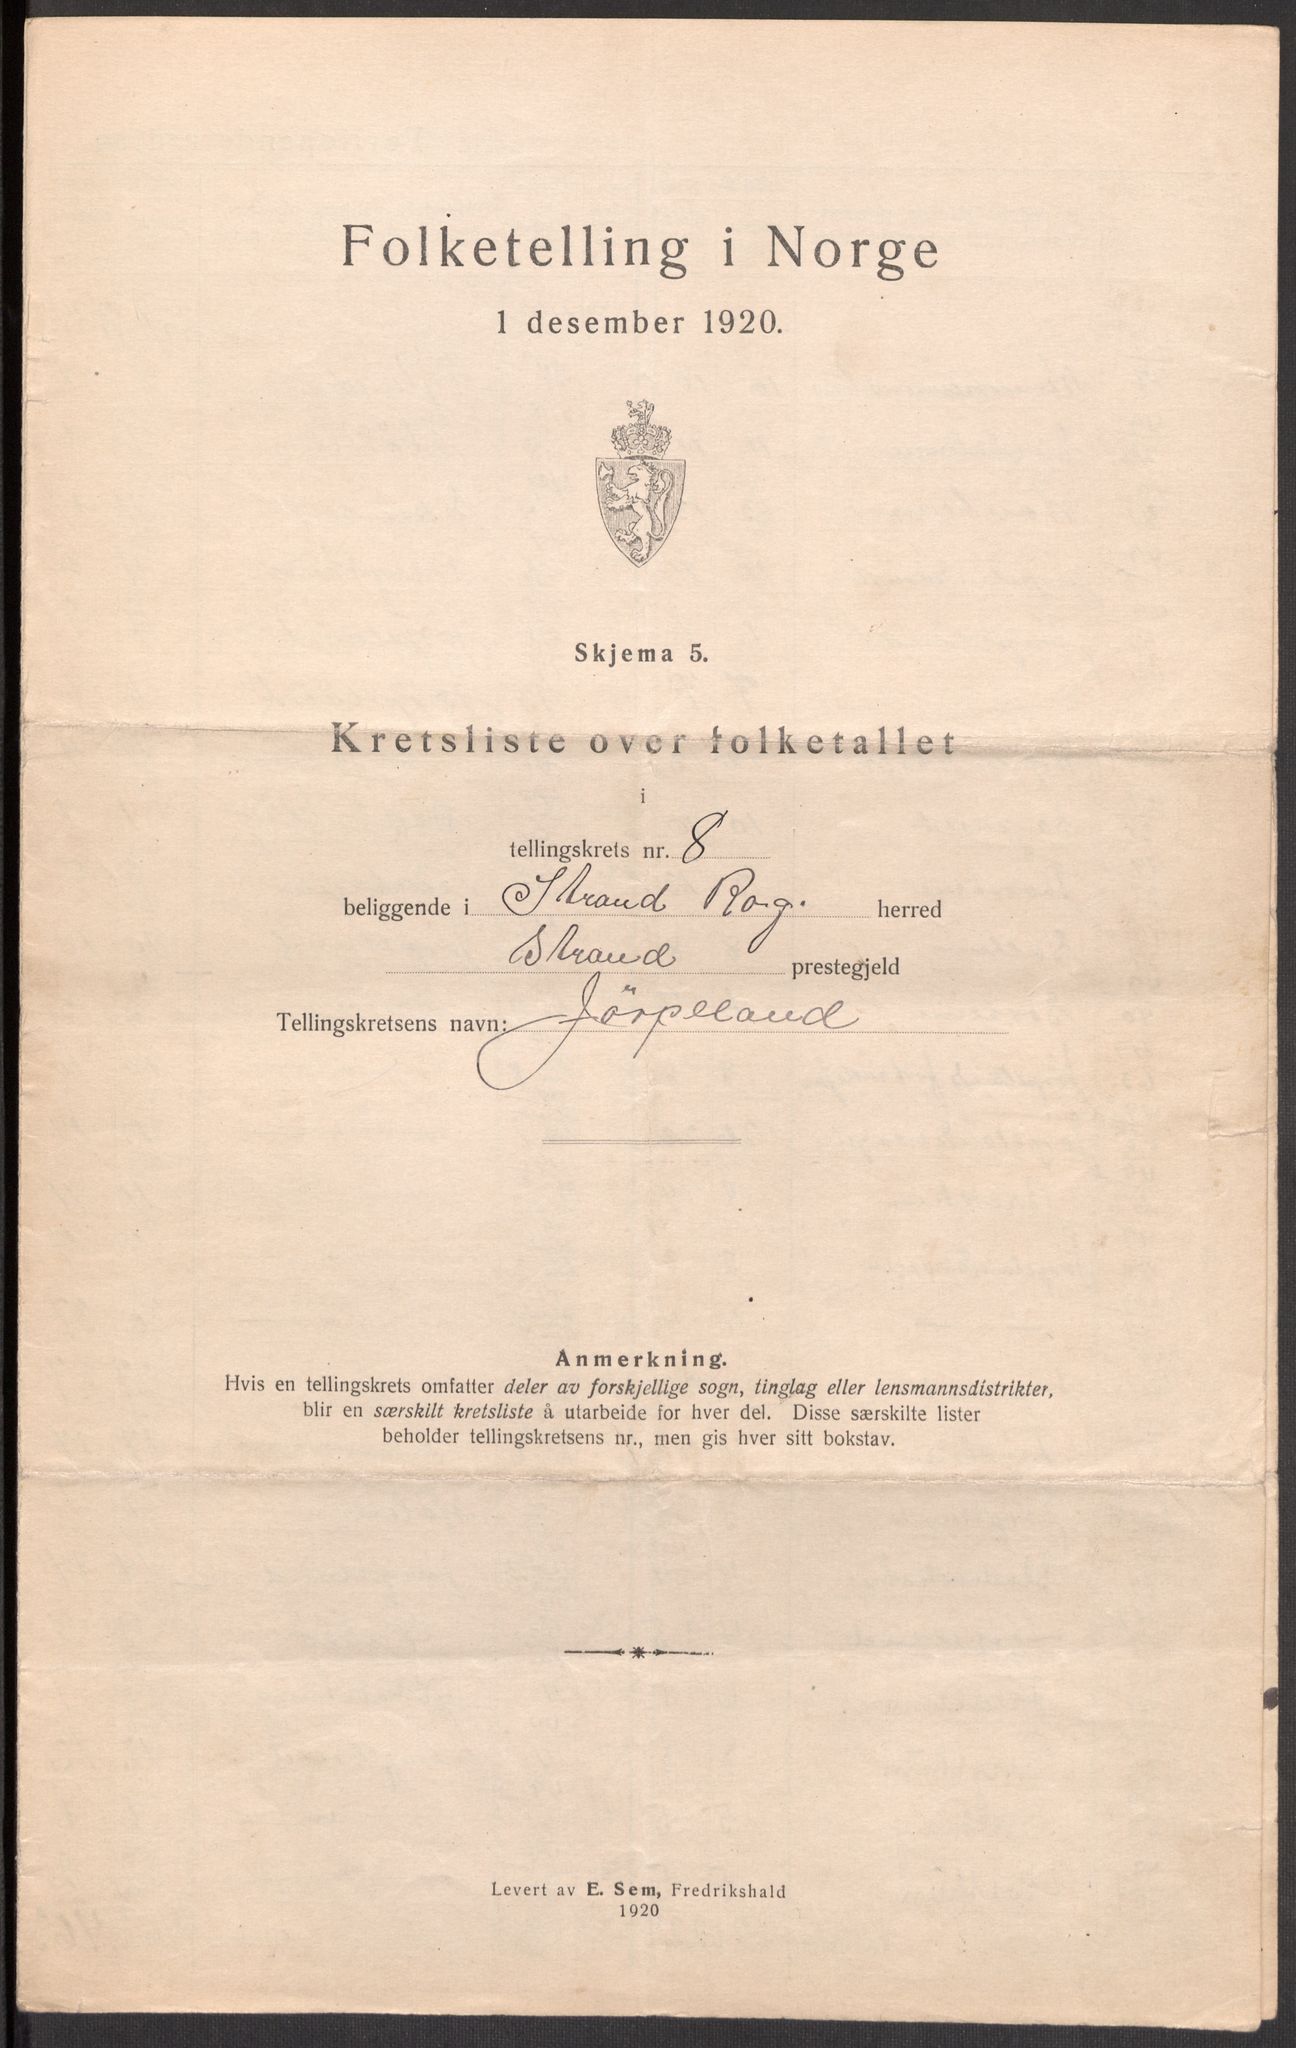 Folketelling i Norge
1 desember 1920.
Skjema 5.
Kretsliste over folketallet
i
tellingskrets nr. 8
beliggende i Strand Rog. herred
Strand prestegjeld
Tellingskretsens navn: Jörpeland
Anmerkning.
Hvis en tellingskrets omfatter deler av forskjellige sogn, tinglag eller lensmannsdistrikter,
blir en særskilt kretsliste å utarbeide for hver del. Disse særskilte lister
beholder tellingskretsens nr., men gis hver sitt bokstav.
Levert av E. Sem, Fredrikshald
1920